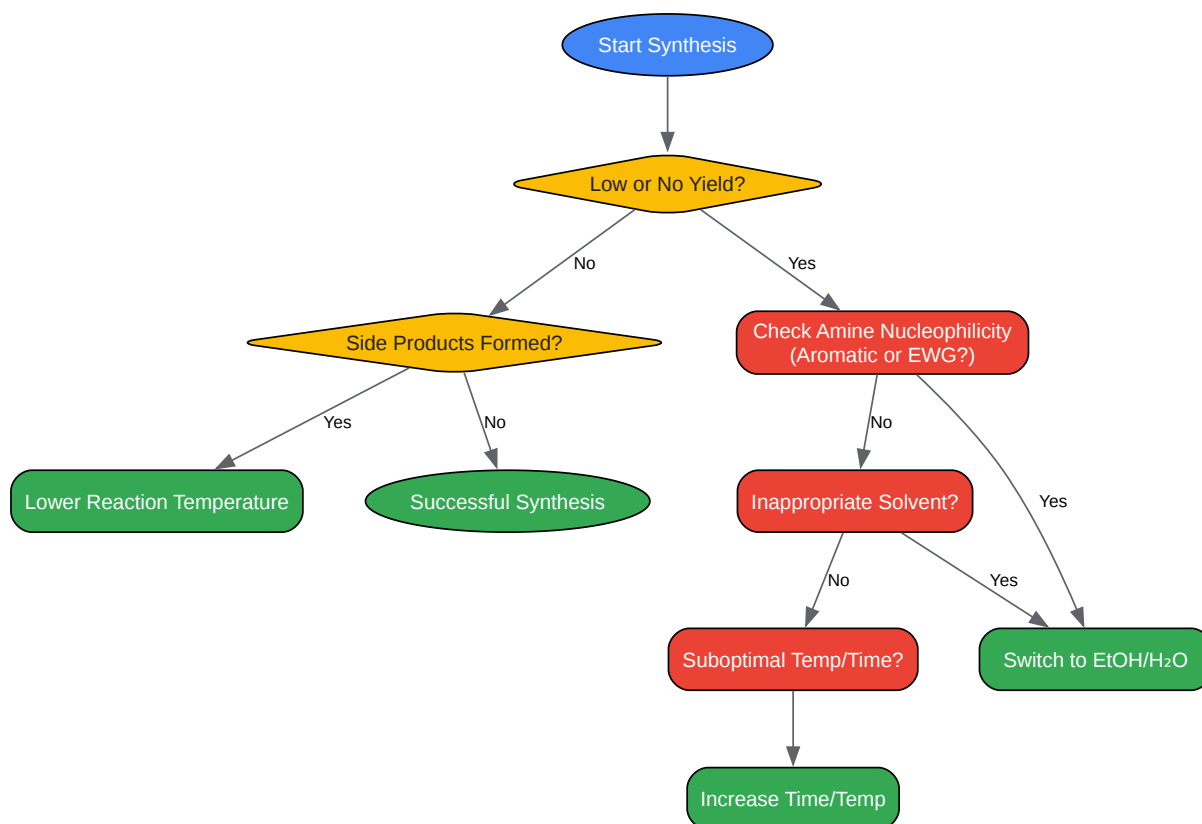 Start Synthesis
Low or No Yield?
No
Yes
Side Products Formed?
Check Amine Nucleophilicity
(Aromatic or EWG?)
Yes
No
No
Yes
Lower Reaction Temperature
Successful Synthesis
Inappropriate Solvent?
No
Yes
Suboptimal Temp/Time?
Switch to EtOH/H₂O
Increase Time/Temp